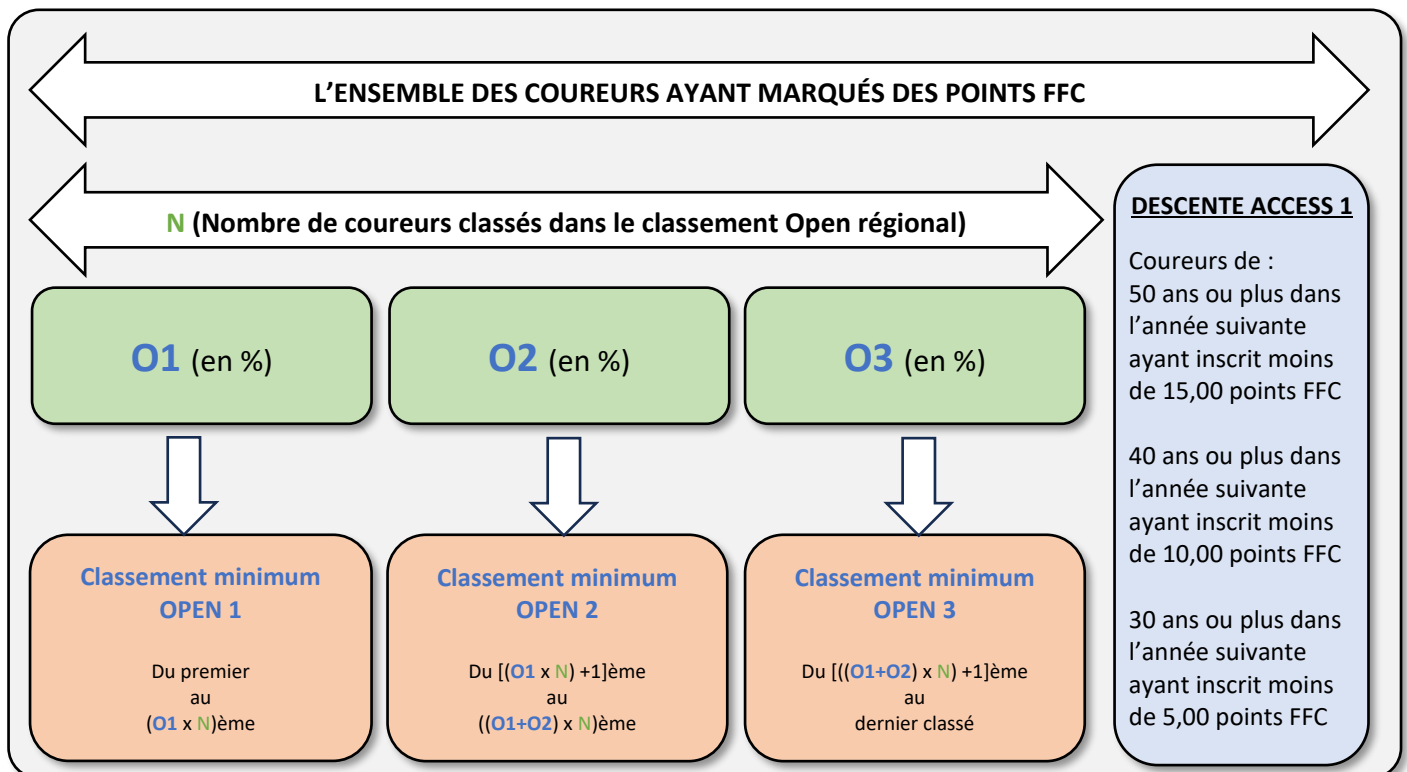 L'ENSEMBLE DES COUREURS AYANT MARQUÉS DES POINTS FFC
N (Nombre de coureurs classés dans le classement Open régional)
O1 (en %)
O2 (en %)
O3 (en %)
Classement minimum
OPEN 1
Du premier
au
(O1 x N)ème
Classement minimum
OPEN 2
Du [(O1 x N) +1]ème
au
((O1+O2) x N)ème
Classement minimum
OPEN 3
Du [((O1+O2) x N) +1]ème
au
dernier classé
DESCENTE ACCESS 1
Coureurs de :
50 ans ou plus dans
l'année suivante
ayant inscrit moins
de 15,00 points FFC
40 ans ou plus dans
l'année suivante
ayant inscrit moins
de 10,00 points FFC
30 ans ou plus dans
l'année suivante
ayant inscrit moins
de 5,00 points FFC